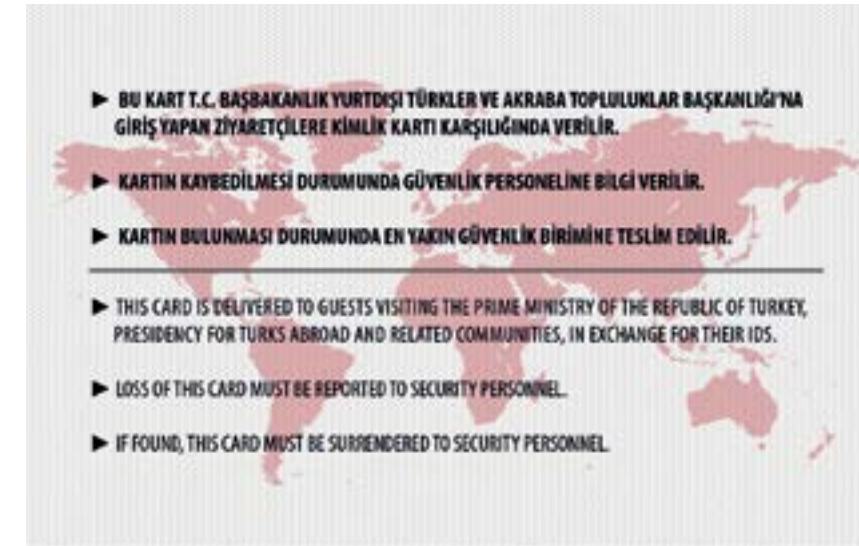 ► BU KART T.C. BAŞBAKANLIK YURTDIŞI TÜRKLER VE AKRABA TOPLULUKLAR BAŞKANLIĞI'NA
GİRİŞ YAPAN ZİYARETÇİLERE KİMLİK KARTI KARŞILIĞINDA VERİLİR.
► KARTIN KAYBEDİLMESİ DURUMUNDA GÜVENLİK PERSONELİNE BİLGİ VERİLİR.
► KARTIN BULUNMASI DURUMUNDA EN YAKIN GÜVENLİK BİRİMİNE TESLİM EDİLİR.
► THIS CARD IS DELIVERED TO GUESTS VISITING THE PRIME MINISTRY OF THE REPUBLIC OF TURKEY,
PRESIDENCY FOR TURKS ABROAD AND RELATED COMMUNITIES, IN EXCHANGE FOR THEIR IDS.
► LOSS OF THIS CARD MUST BE REPORTED TO SECURITY PERSONNEL.
► IF FOUND, THIS CARD MUST BE SURRENDERED TO SECURITY PERSONNEL.